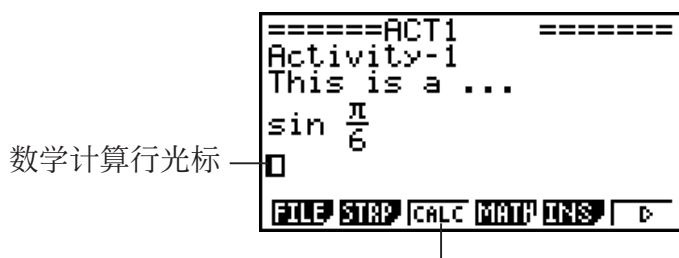 ======ACT1 =======
Activity-1
This is a ...
sin π/6
数学计算行光标
FILE STRP CALC MATH INS ▷